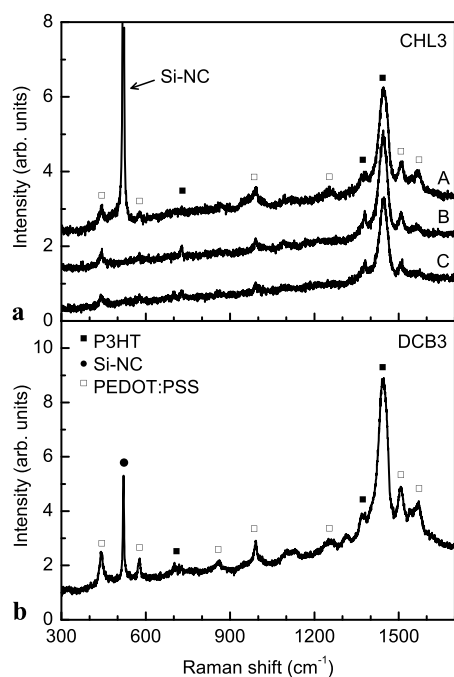 8
CHL3
Si-NC
6
Intensity (arb. units)
4
A
B
2
C
0
a
10
■ P3HT
DCB3
● Si-NC
□ PEDOT:PSS
8
Intensity (arb. units)
6
4
2
b
0
300 600 900 1200 1500
Raman shift (cm⁻¹)